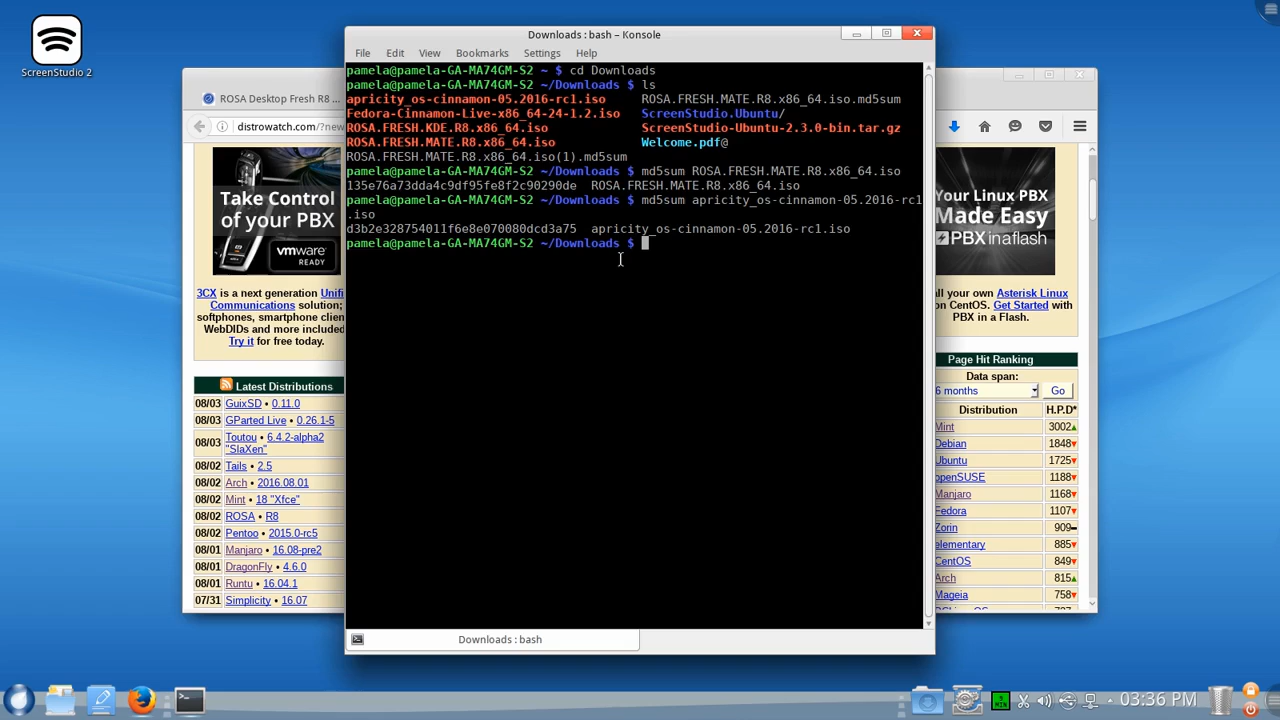 ScreenStudio 2
Downloads : bash – Konsole
File Edit View Bookmarks Settings Help
pamela@pamela-GA-MA74GM-S2 ~ $ cd Downloads
pamela@pamela-GA-MA74GM-S2 ~/Downloads $ ls
apricity_os-cinnamon-05.2016-rc1.iso ROSA.FRESH.MATE.R8.x86_64.iso.md5sum
Fedora-Cinnamon-Live-x86_64-24-1.2.iso ScreenStudio.Ubuntu/
ROSA.FRESH.KDE.R8.x86_64.iso ScreenStudio-Ubuntu-2.3.0-bin.tar.gz
ROSA.FRESH.MATE.R8.x86_64.iso Welcome.pdf@
ROSA.FRESH.MATE.R8.x86_64.iso(1).md5sum
pamela@pamela-GA-MA74GM-S2 ~/Downloads $ md5sum ROSA.FRESH.MATE.R8.x86_64.iso
135e76a73dda4c9df95fe8f2c90290de ROSA.FRESH.MATE.R8.x86_64.iso
pamela@pamela-GA-MA74GM-S2 ~/Downloads $ md5sum apricity_os-cinnamon-05.2016-rc1
.iso
d3b2e328754011f6e8e070080dcd3a75 apricity_os-cinnamon-05.2016-rc1.iso
pamela@pamela-GA-MA74GM-S2 ~/Downloads $
Downloads : bash
ROSA Desktop Fresh R8 ...
distrowatch.com/?new
Take Control
of your PBX
vmware
READY
3CX is a next generation Unifi
Communications solution;
softphones, smartphone clien
WebDIDs and more included
Try it for free today.
Latest Distributions
08/03 GuixSD • 0.11.0
08/03 GParted Live • 0.26.1-5
08/03 Toutou • 6.4.2-alpha2
"SlaXen"
08/02 Tails • 2.5
08/02 Arch • 2016.08.01
08/02 Mint • 18 "Xfce"
08/02 ROSA • R8
08/02 Pentoo • 2015.0-rc5
08/01 Manjaro • 16.08-pre2
08/01 DragonFly • 4.6.0
08/01 Runtu • 16.04.1
07/31 Simplicity • 16.07
Your Linux PBX
Made Easy
PBX inaflash
all your own Asterisk Linux
on CentOS. Get Started with
PBX in a Flash.
Page Hit Ranking
Data span:
6 months Go
Distribution H.P.D*
Mint 3002
Debian 1848
Ubuntu 1725
openSUSE 1188
Manjaro 1168
Fedora 1107
Zorin 909
elementary 885
CentOS 849
Arch 815
Mageia 758
03:36 PM